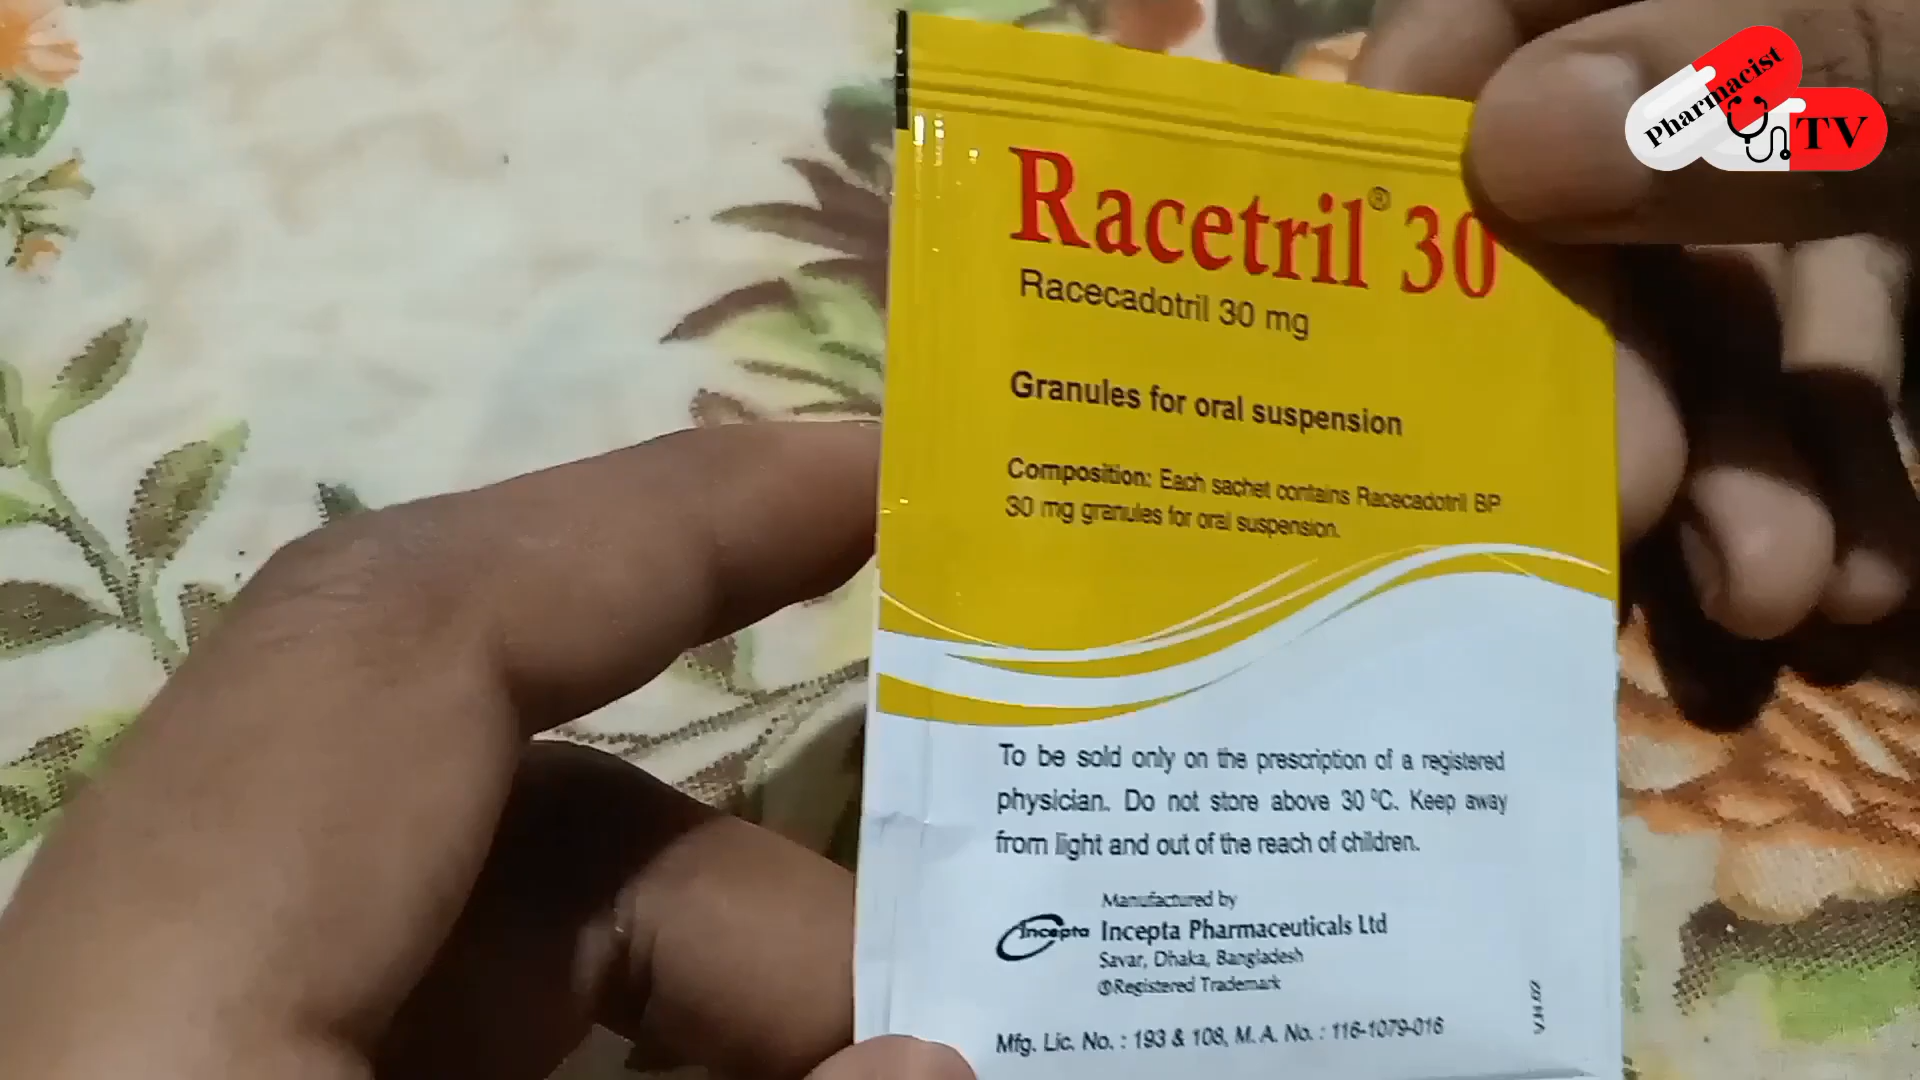 Pharmacist
TV
Racetril® 30
Racecadotril 30 mg
Granules for oral suspension
Composition: Each sachet contains Racecadotril BP
30 mg granules for oral suspension.
To be sold only on the prescription of a registered
physician. Do not store above 30 ºC. Keep away
from light and out of the reach of children.
Manufactured by
Incepta
Incepta Pharmaceuticals Ltd
Savar, Dhaka, Bangladesh
®Registered Trademark
Mfg. Lic. No. : 193 & 108, M. A. No. : 116-1079-016